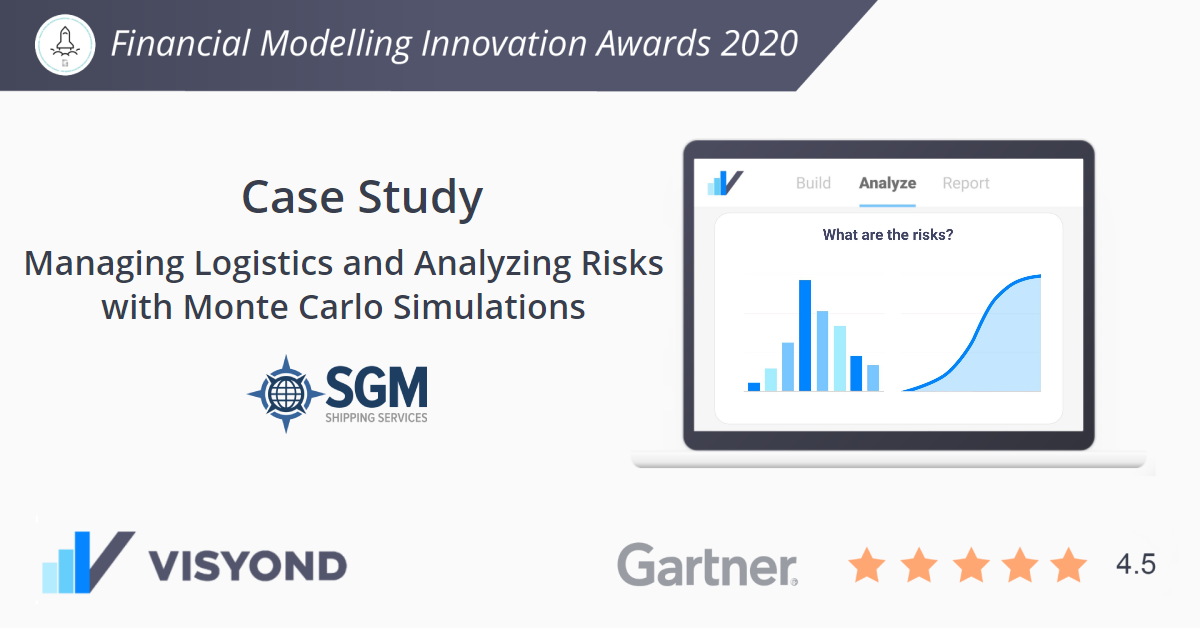 Financial Modelling Innovation Awards 2020
Case Study
Managing Logistics and Analyzing Risks
with Monte Carlo Simulations
SGM
SHIPPING SERVICES
Build Analyze Report
What are the risks?
VISYOND
Gartner
4.5